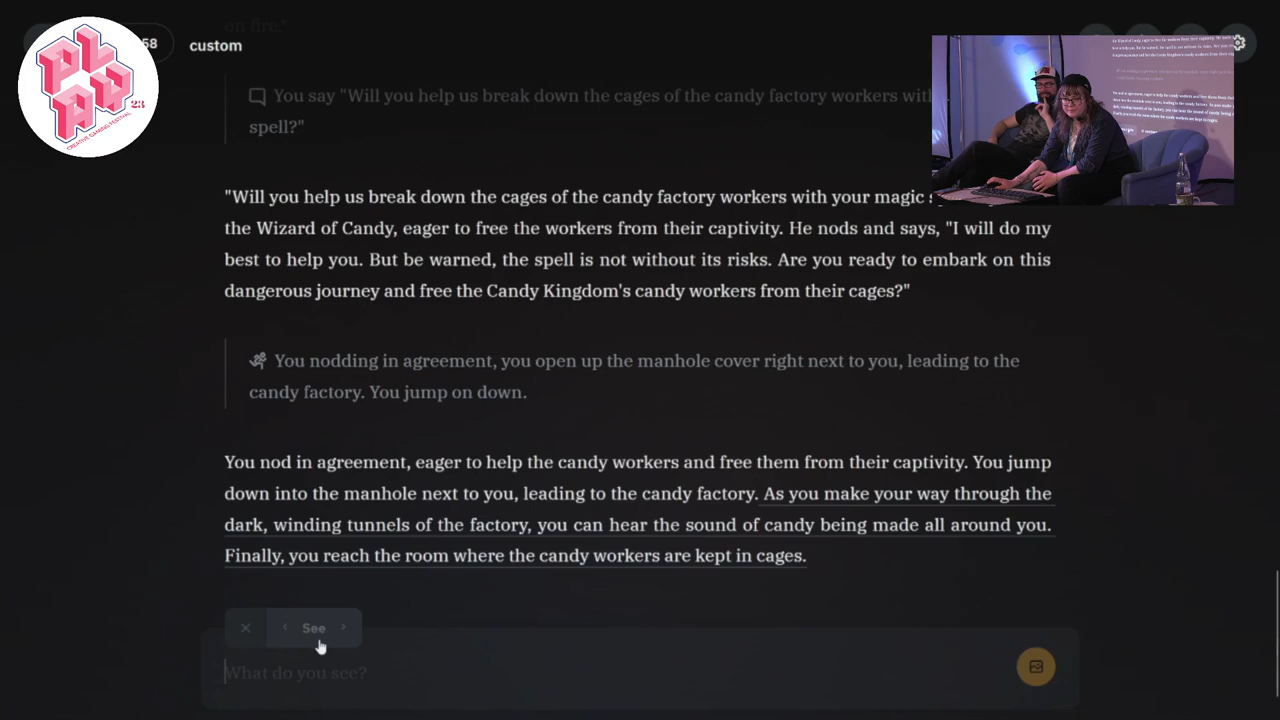 on fire."
PLAY
23
CREATIVE GAMING FESTIVAL
58
custom
You say "Will you help us break down the cages of the candy factory workers with
spell?"
"Will you help us break down the cages of the candy factory workers with your magic
the Wizard of Candy, eager to free the workers from their captivity. He nods and says, "I will do my
best to help you. But be warned, the spell is not without its risks. Are you ready to embark on this
dangerous journey and free the Candy Kingdom's candy workers from their cages?"
You nodding in agreement, you open up the manhole cover right next to you, leading to the
candy factory. You jump on down.
You nod in agreement, eager to help the candy workers and free them from their captivity. You jump
down into the manhole next to you, leading to the candy factory. As you make your way through the
dark, winding tunnels of the factory, you can hear the sound of candy being made all around you.
Finally, you reach the room where the candy workers are kept in cages.
See
What do you see?